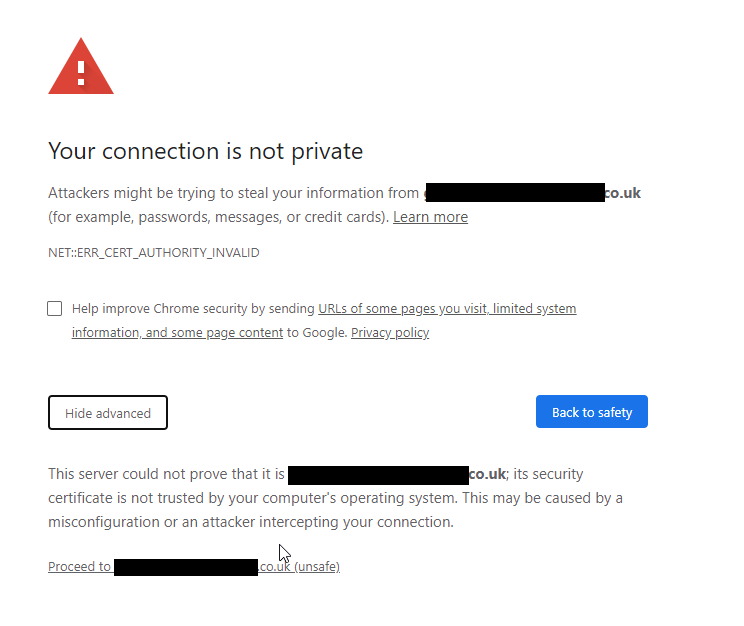 Your connection is not private
Attackers might be trying to steal your information from co.uk
(for example, passwords, messages, or credit cards). Learn more
NET::ERR_CERT_AUTHORITY_INVALID
Help improve Chrome security by sending URLs of some pages you visit, limited system
information, and some page content to Google. Privacy policy
Hide advanced
Back to safety
This server could not prove that it is co.uk; its security
certificate is not trusted by your computer's operating system. This may be caused by a
misconfiguration or an attacker intercepting your connection.
Proceed to .co.uk (unsafe)